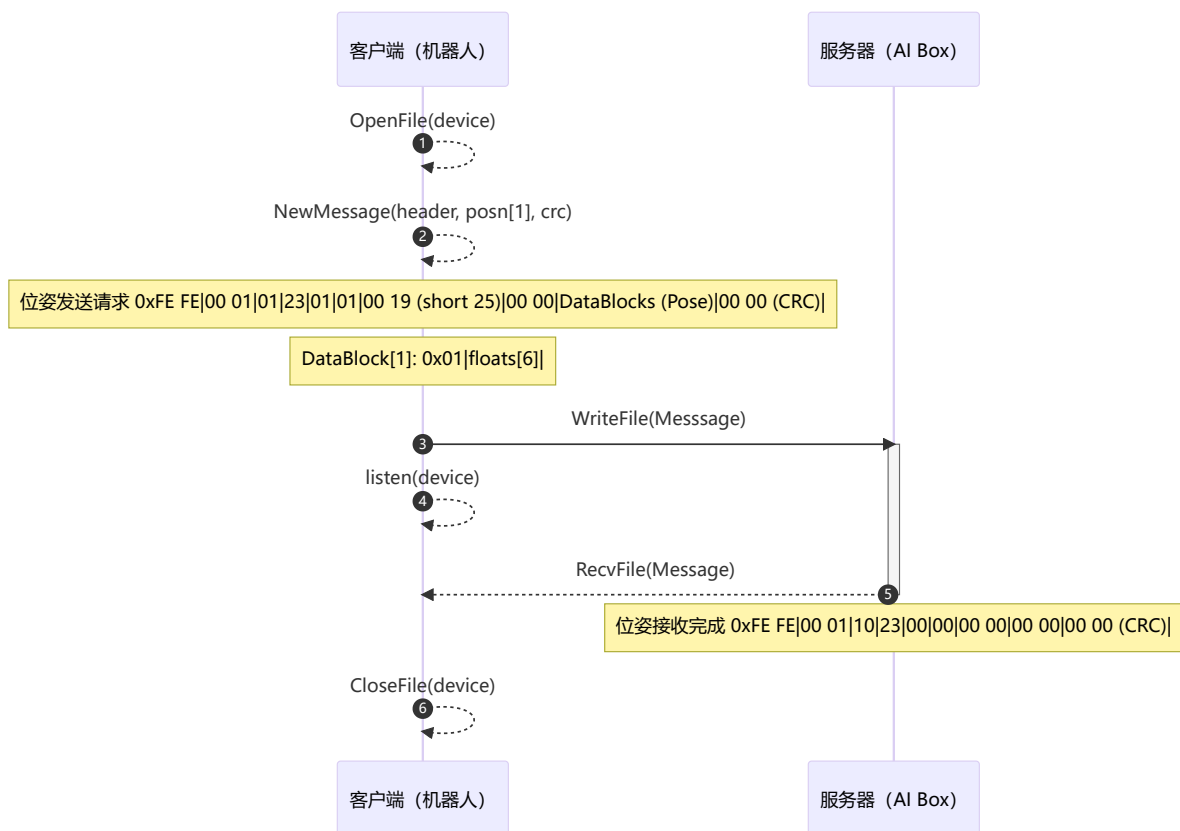 客户端（机器人）
服务器（AI Box）
OpenFile(device)
1
NewMessage(header, posn[1], crc)
2
位姿发送请求 0xFE FE|00 01|01|23|01|01|00 19 (short 25)|00 00|DataBlocks (Pose)|00 00 (CRC)|
DataBlock[1]: 0x01|floats[6]|
WriteFile(Messsage)
3
listen(device)
4
RecvFile(Message)
5
位姿接收完成 0xFE FE|00 01|10|23|00|00|00 00|00 00|00 00 (CRC)|
CloseFile(device)
6
客户端（机器人）
服务器（AI Box）